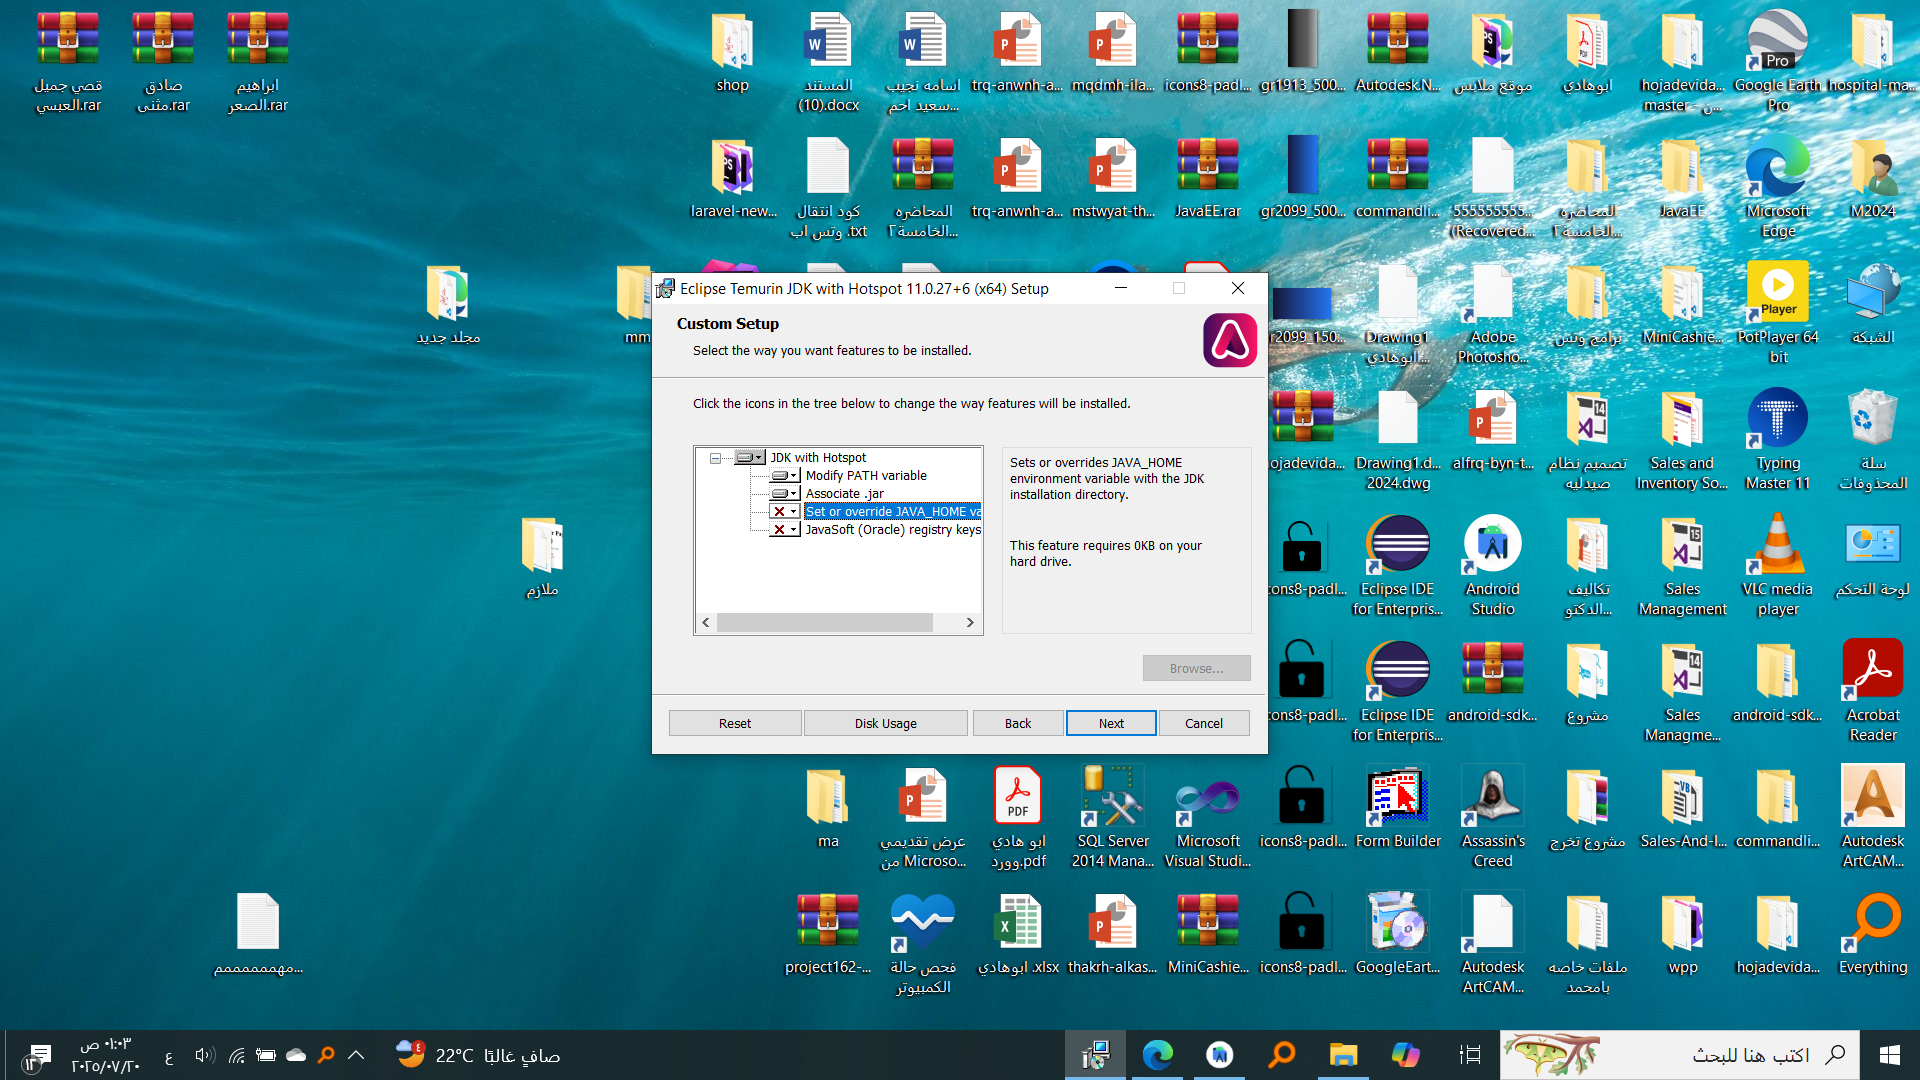 قصي جميل
العبسي.rar
صادق
مثنى.rar
ابراهيم
الصعر.rar
shop
المستند
(10).docx
اسامه نجيب
سعيد احم...
trq-anwnh-a...
mqdmh-ila...
icons8-padl...
gr1913_500...
Autodesk.N...
موقع ملابس
ابوهادي
hojadevida...
Google Earth
Pro
hospital-ma...
laravel-new...
كود انتقال
وتس اب .txt
المحاضره
الخامسة٢...
trq-anwnh-a...
mstwyat-th...
JavaEE.rar
gr2099_500...
commandli...
555555555...
(Recovered...
المحاضره
الخامسة٢...
JavaEE
Microsoft
Edge
M2024
مجلد جديد
mm
Eclipse Temurin JDK with Hotspot 11.0.27+6 (x64) Setup
Custom Setup
Select the way you want features to be installed.
Click the icons in the tree below to change the way features will be installed.
JDK with Hotspot
Modify PATH variable
Associate .jar
Set or override JAVA_HOME va
JavaSoft (Oracle) registry keys
Sets or overrides JAVA_HOME
environment variable with the JDK
installation directory.
This feature requires 0KB on your
hard drive.
Browse...
Reset
Disk Usage
Back
Next
Cancel
r2099_150...
Drawing1
ابوهادي...
Adobe
Photosho...
برامج وتس
MiniCashie...
PotPlayer 64
bit
الشبكة
ojadevida...
Drawing1.d...
2024.dwg
alfrq-byn-t...
تصميم نظام
صيدليه
Sales and
Inventory So...
Typing
Master 11
سلة
المحذوفات
ملازم
cons8-padl...
Eclipse IDE
for Enterpris...
Android
Studio
تكاليف
الدكتو...
Sales
Management
VLC media
player
لوحة التحكم
cons8-padl...
Eclipse IDE
for Enterpris...
android-sdk...
مشروع
Sales
Managme...
android-sdk...
Acrobat
Reader
ma
عرض تقديمي
من Microso...
ابو هادي
وورد.pdf
SQL Server
2014 Mana...
Microsoft
Visual Studi...
icons8-padl...
Form Builder
Assassin's
Creed
مشروع تخرج
Sales-And-I...
commandli...
Autodesk
ArtCAM...
مهممممممم...
project162-...
فحص حالة
الكمبيوتر
ابوهادي .xlsx
thakrh-alkas...
MiniCashie...
icons8-padl...
GoogleEart...
Autodesk
ArtCAM...
ملفات خاصه
بامحمد
wpp
hojadevida...
Everything
١٣
٠١:٠٣ ص
٢٠٢٥/٠٧/٢٠
ع
٤
22°C صافٍ غالبًا
اكتب هنا للبحث